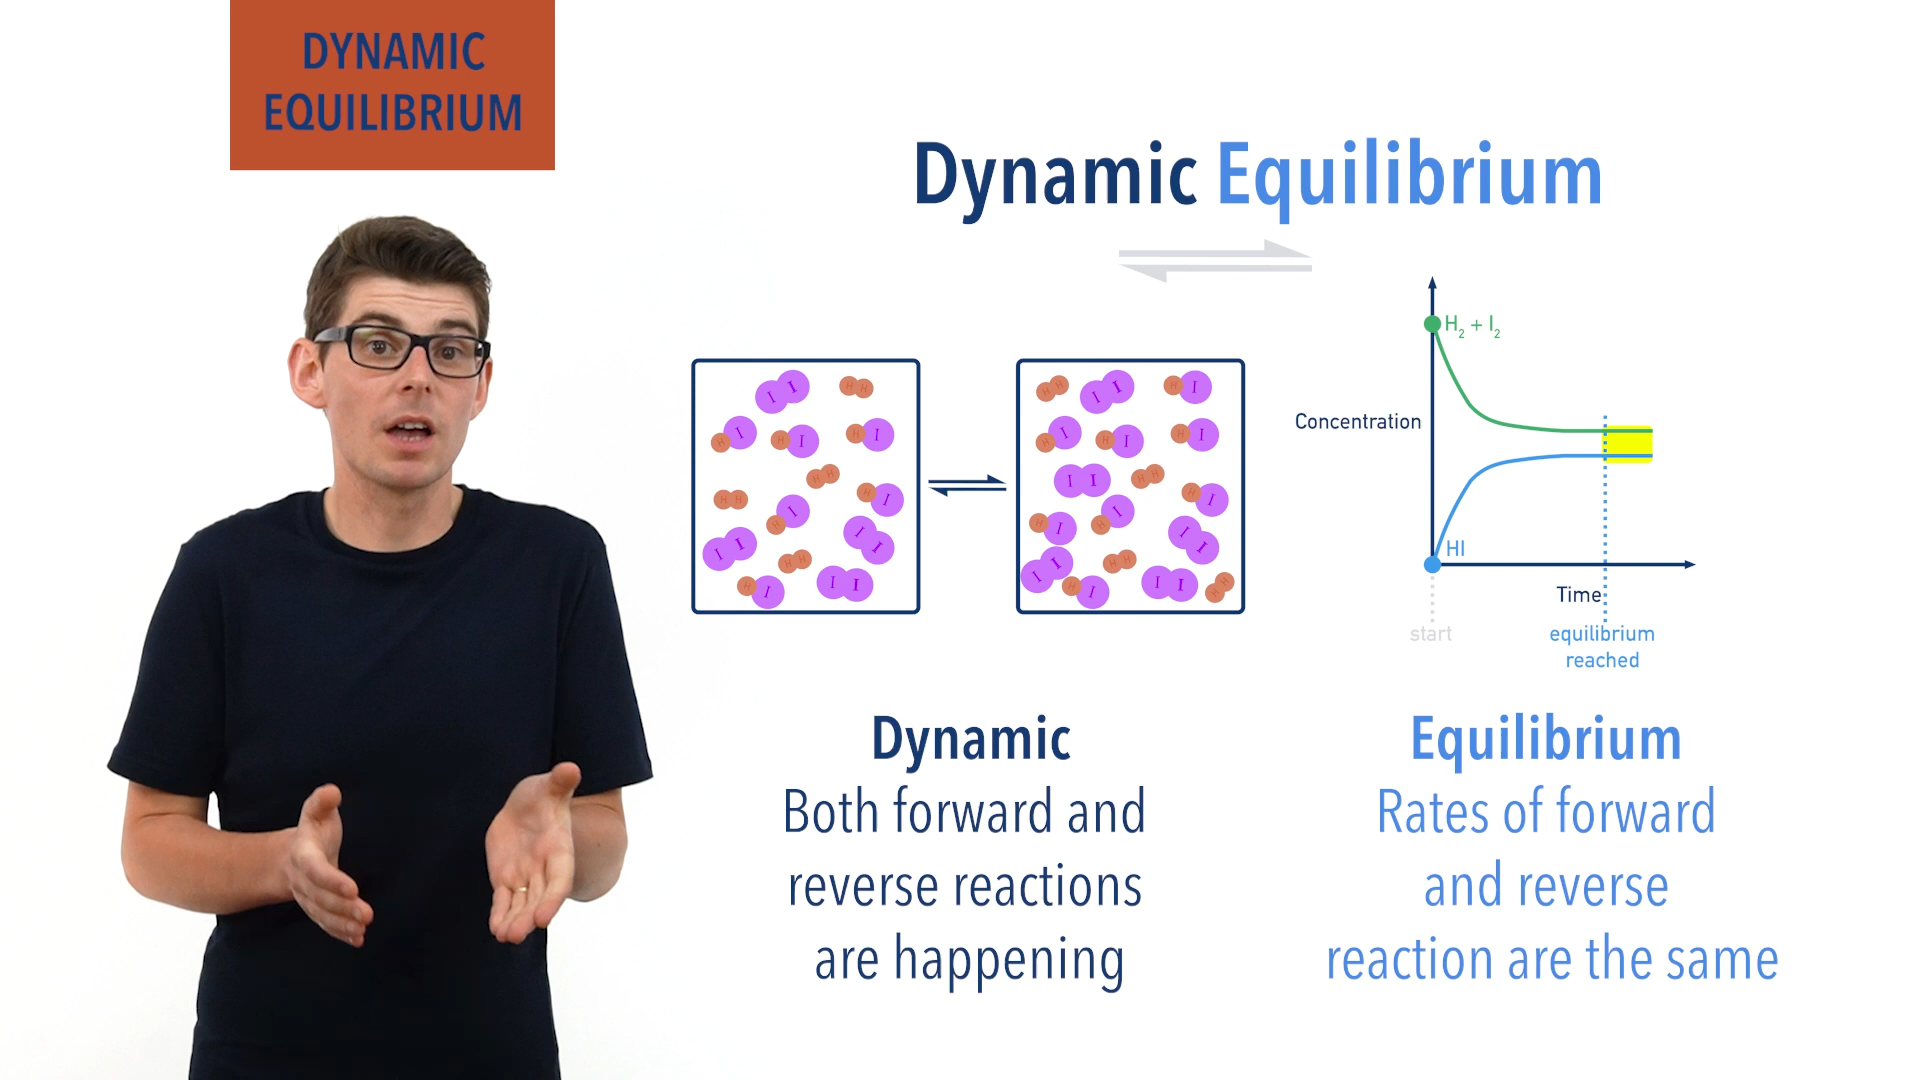 DYNAMIC
EQUILIBRIUM
Dynamic Equilibrium
H₂ + I₂
Concentration
HI
Time
start
equilibrium
reached
I I H H
H I H I H I
H H
H H H I
H I
I I I I
H H
H I I I
H H I I H I
H I H I H I
I I H H
H I
H I H I
I I I I
H H
H I I I H H
Dynamic
Both forward and
reverse reactions
are happening
Equilibrium
Rates of forward
and reverse
reaction are the same